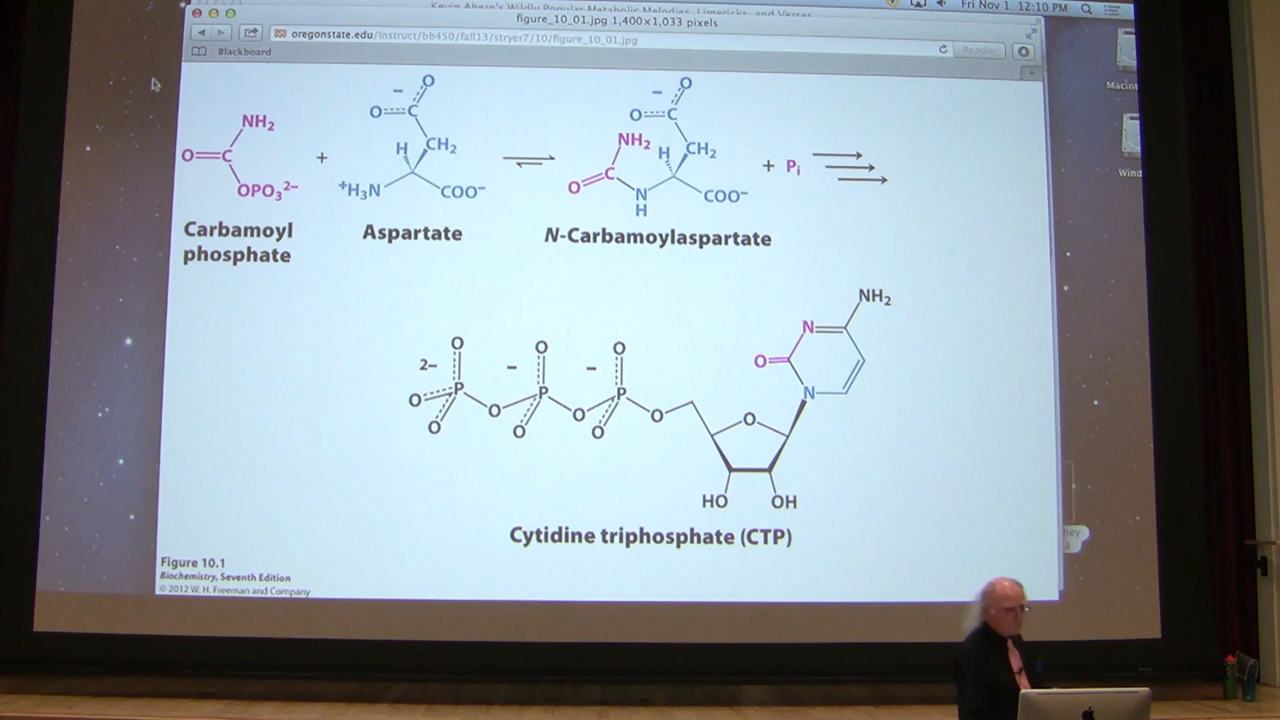 Kevin Ahern's Wildly Popular Metabolic Melodies, Limericks, and Verses
Fri Nov 1 12:10 PM
figure_10_01.jpg 1,400×1,033 pixels
oregonstate.edu/instruct/bb450/fall13/stryer7/10/figure_10_01.jpg
Reader
Blackboard
Macint
Wind
NH₂
O
C
OPO₃²⁻
+
O
−
O
C
H
CH₂
⁺H₃N
COO⁻
O
−
O
C
NH₂
H
CH₂
O
C
N
H
COO⁻
+ Pᵢ
Carbamoyl
phosphate
Aspartate
N-Carbamoylaspartate
NH₂
N
O
N
2−
O
O
P
O
O
−
O
P
O
O
−
O
P
O
O
O
HO
OH
Cytidine triphosphate (CTP)
Figure 10.1
Biochemistry, Seventh Edition
© 2012 W. H. Freeman and Company